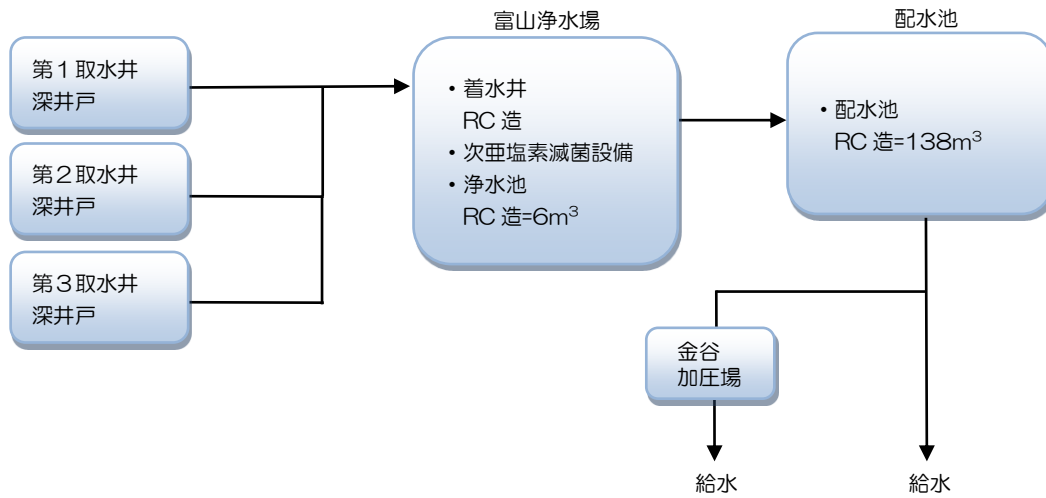 富山浄水場
配水池
第1取水井
深井戸
第2取水井
深井戸
第3取水井
深井戸
・着水井
RC 造
・次亜塩素滅菌設備
・浄水池
RC 造=6m³
・配水池
RC 造=138m³
金谷
加圧場
給水
給水